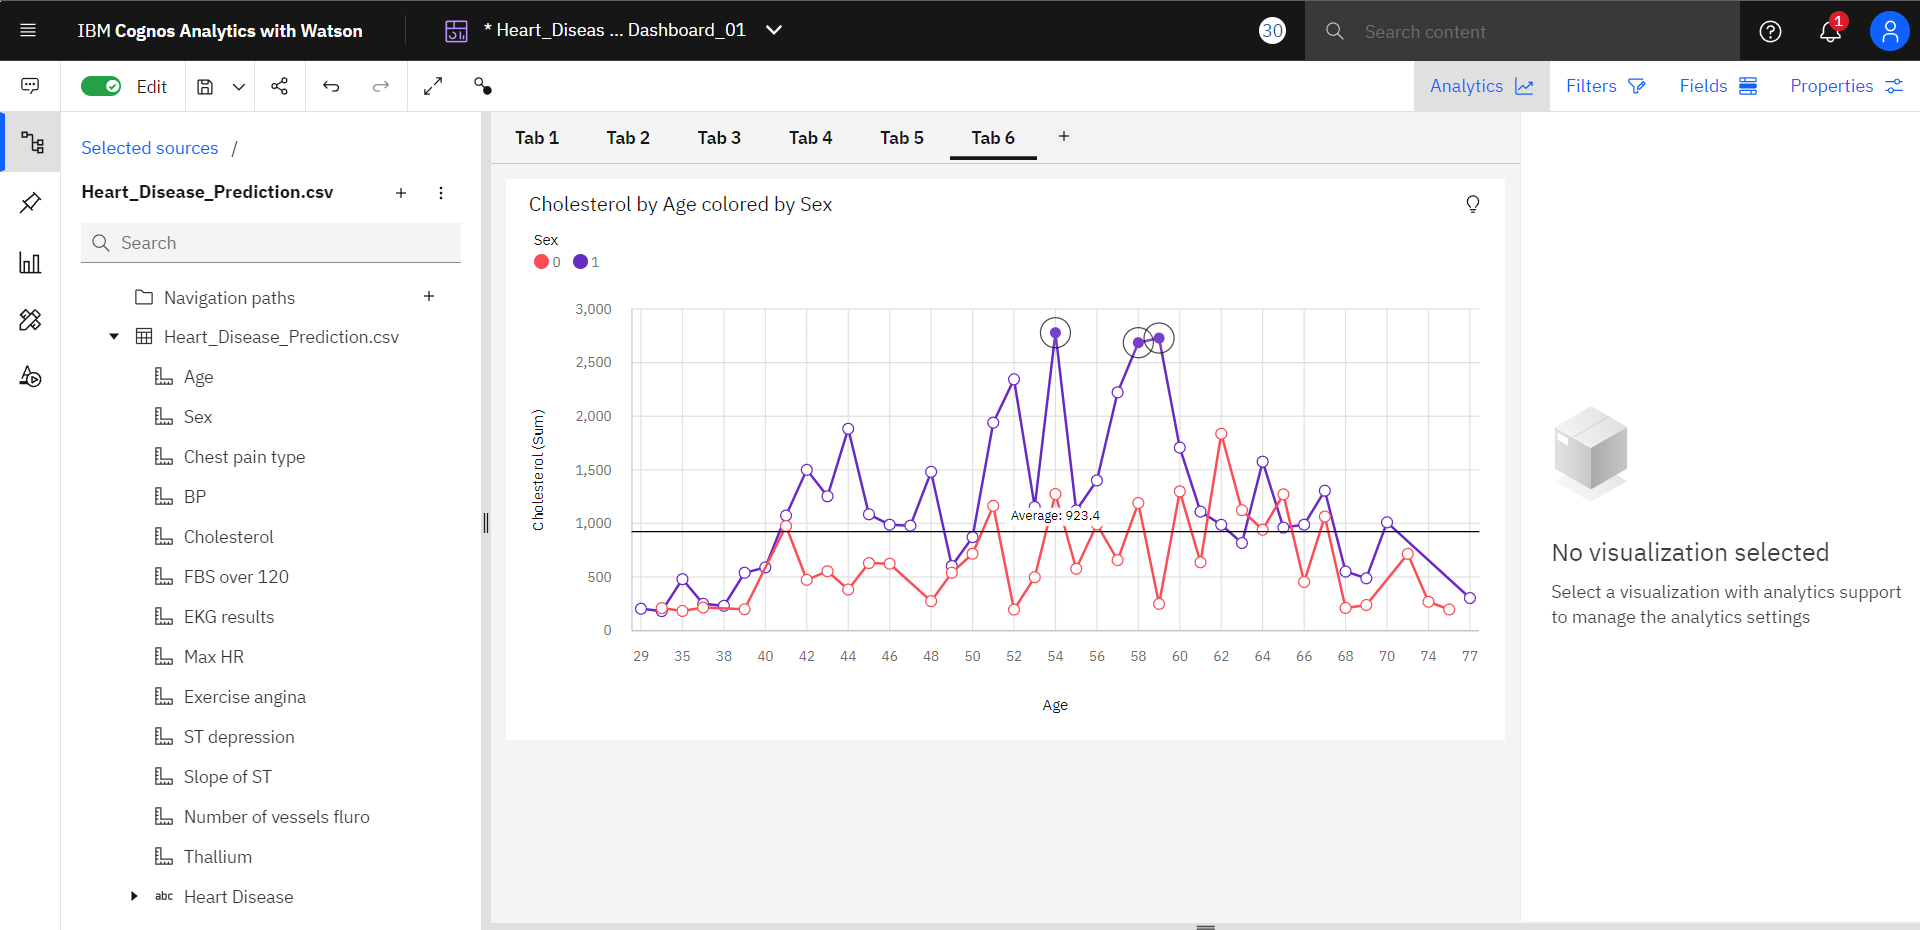 IBM Cognos Analytics with Watson
* Heart_Diseas ... Dashboard_01
30
Search content
1
Edit
Analytics
Filters
Fields
Properties
Selected sources /
Heart_Disease_Prediction.csv
Search
Navigation paths
Heart_Disease_Prediction.csv
Age
Sex
Chest pain type
BP
Cholesterol
FBS over 120
EKG results
Max HR
Exercise angina
ST depression
Slope of ST
Number of vessels fluro
Thallium
abc Heart Disease
Tab 1 Tab 2 Tab 3 Tab 4 Tab 5 Tab 6 +
Cholesterol by Age colored by Sex
Sex
0 1
Cholesterol (Sum)
3,000
2,500
2,000
1,500
1,000
500
0
Average: 923.4
29 35 38 40 42 44 46 48 50 52 54 56 58 60 62 64 66 68 70 74 77
Age
No visualization selected
Select a visualization with analytics support
to manage the analytics settings